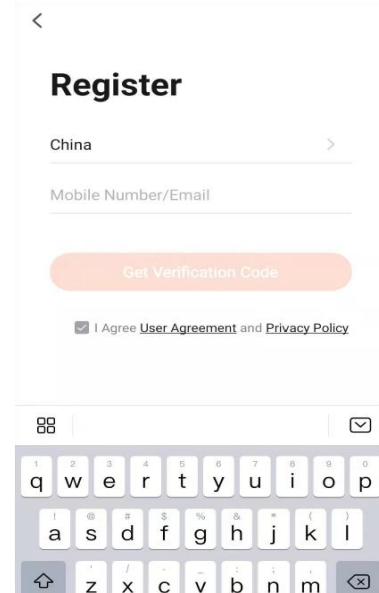 Register
China
Mobile Number/Email
Get Verification Code
I Agree User Agreement and Privacy Policy
1 2 3 4 5 6 7 8 9 0
q w e r t y u i o p
! @ # $ % & * ( )
a s d f g h j k l
z x c v b n m